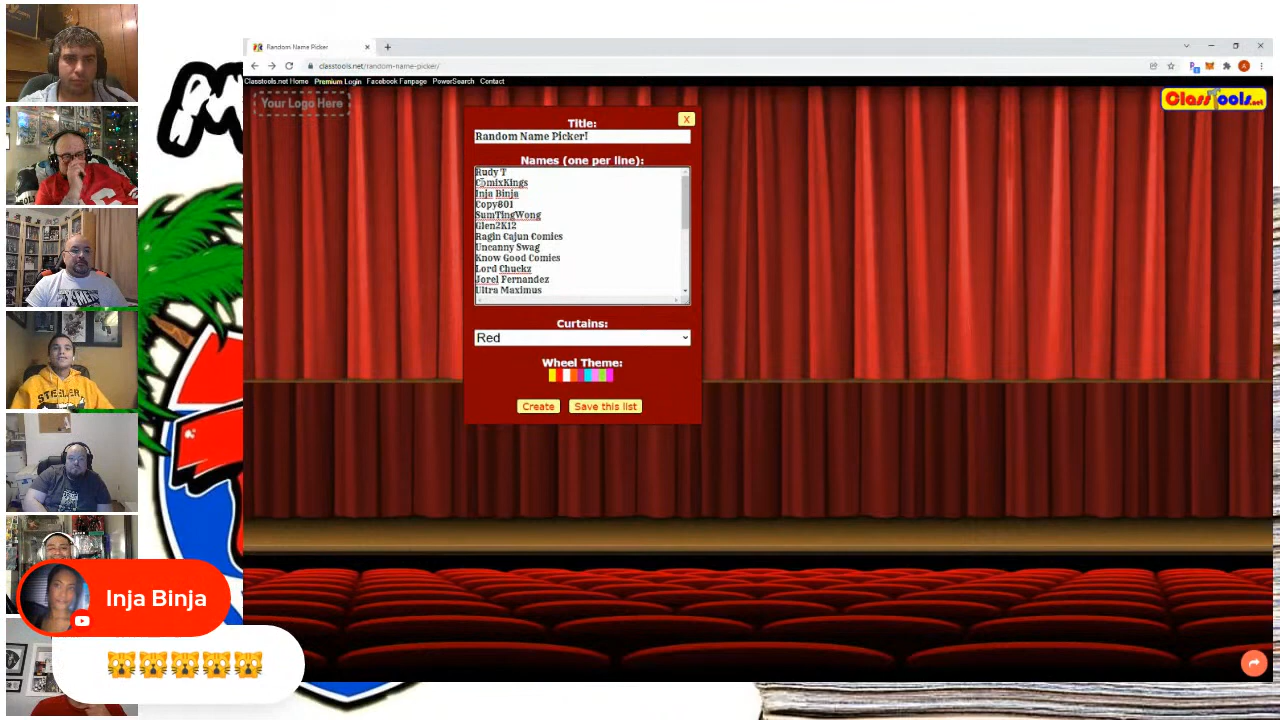 Random Name Picker
classtools.net/random-name-picker/
Classtools.net Home Premium Login Facebook Fanpage PowerSearch Contact
Your Logo Here
ClassTools.net
X
Title:
Random Name Picker!
Names (one per line):
Rudy T
ComixKings
Inja Binja
Copy801
SumTingWong
Glen2K12
Ragin Cajun Comics
Uncanny Swag
Know Good Comics
Lord Chuckz
Jorel Fernandez
Ultra Maximus
Curtains:
Red
Wheel Theme:
Create Save this list
STEELER
Inja Binja
🙀🙀🙀🙀🙀